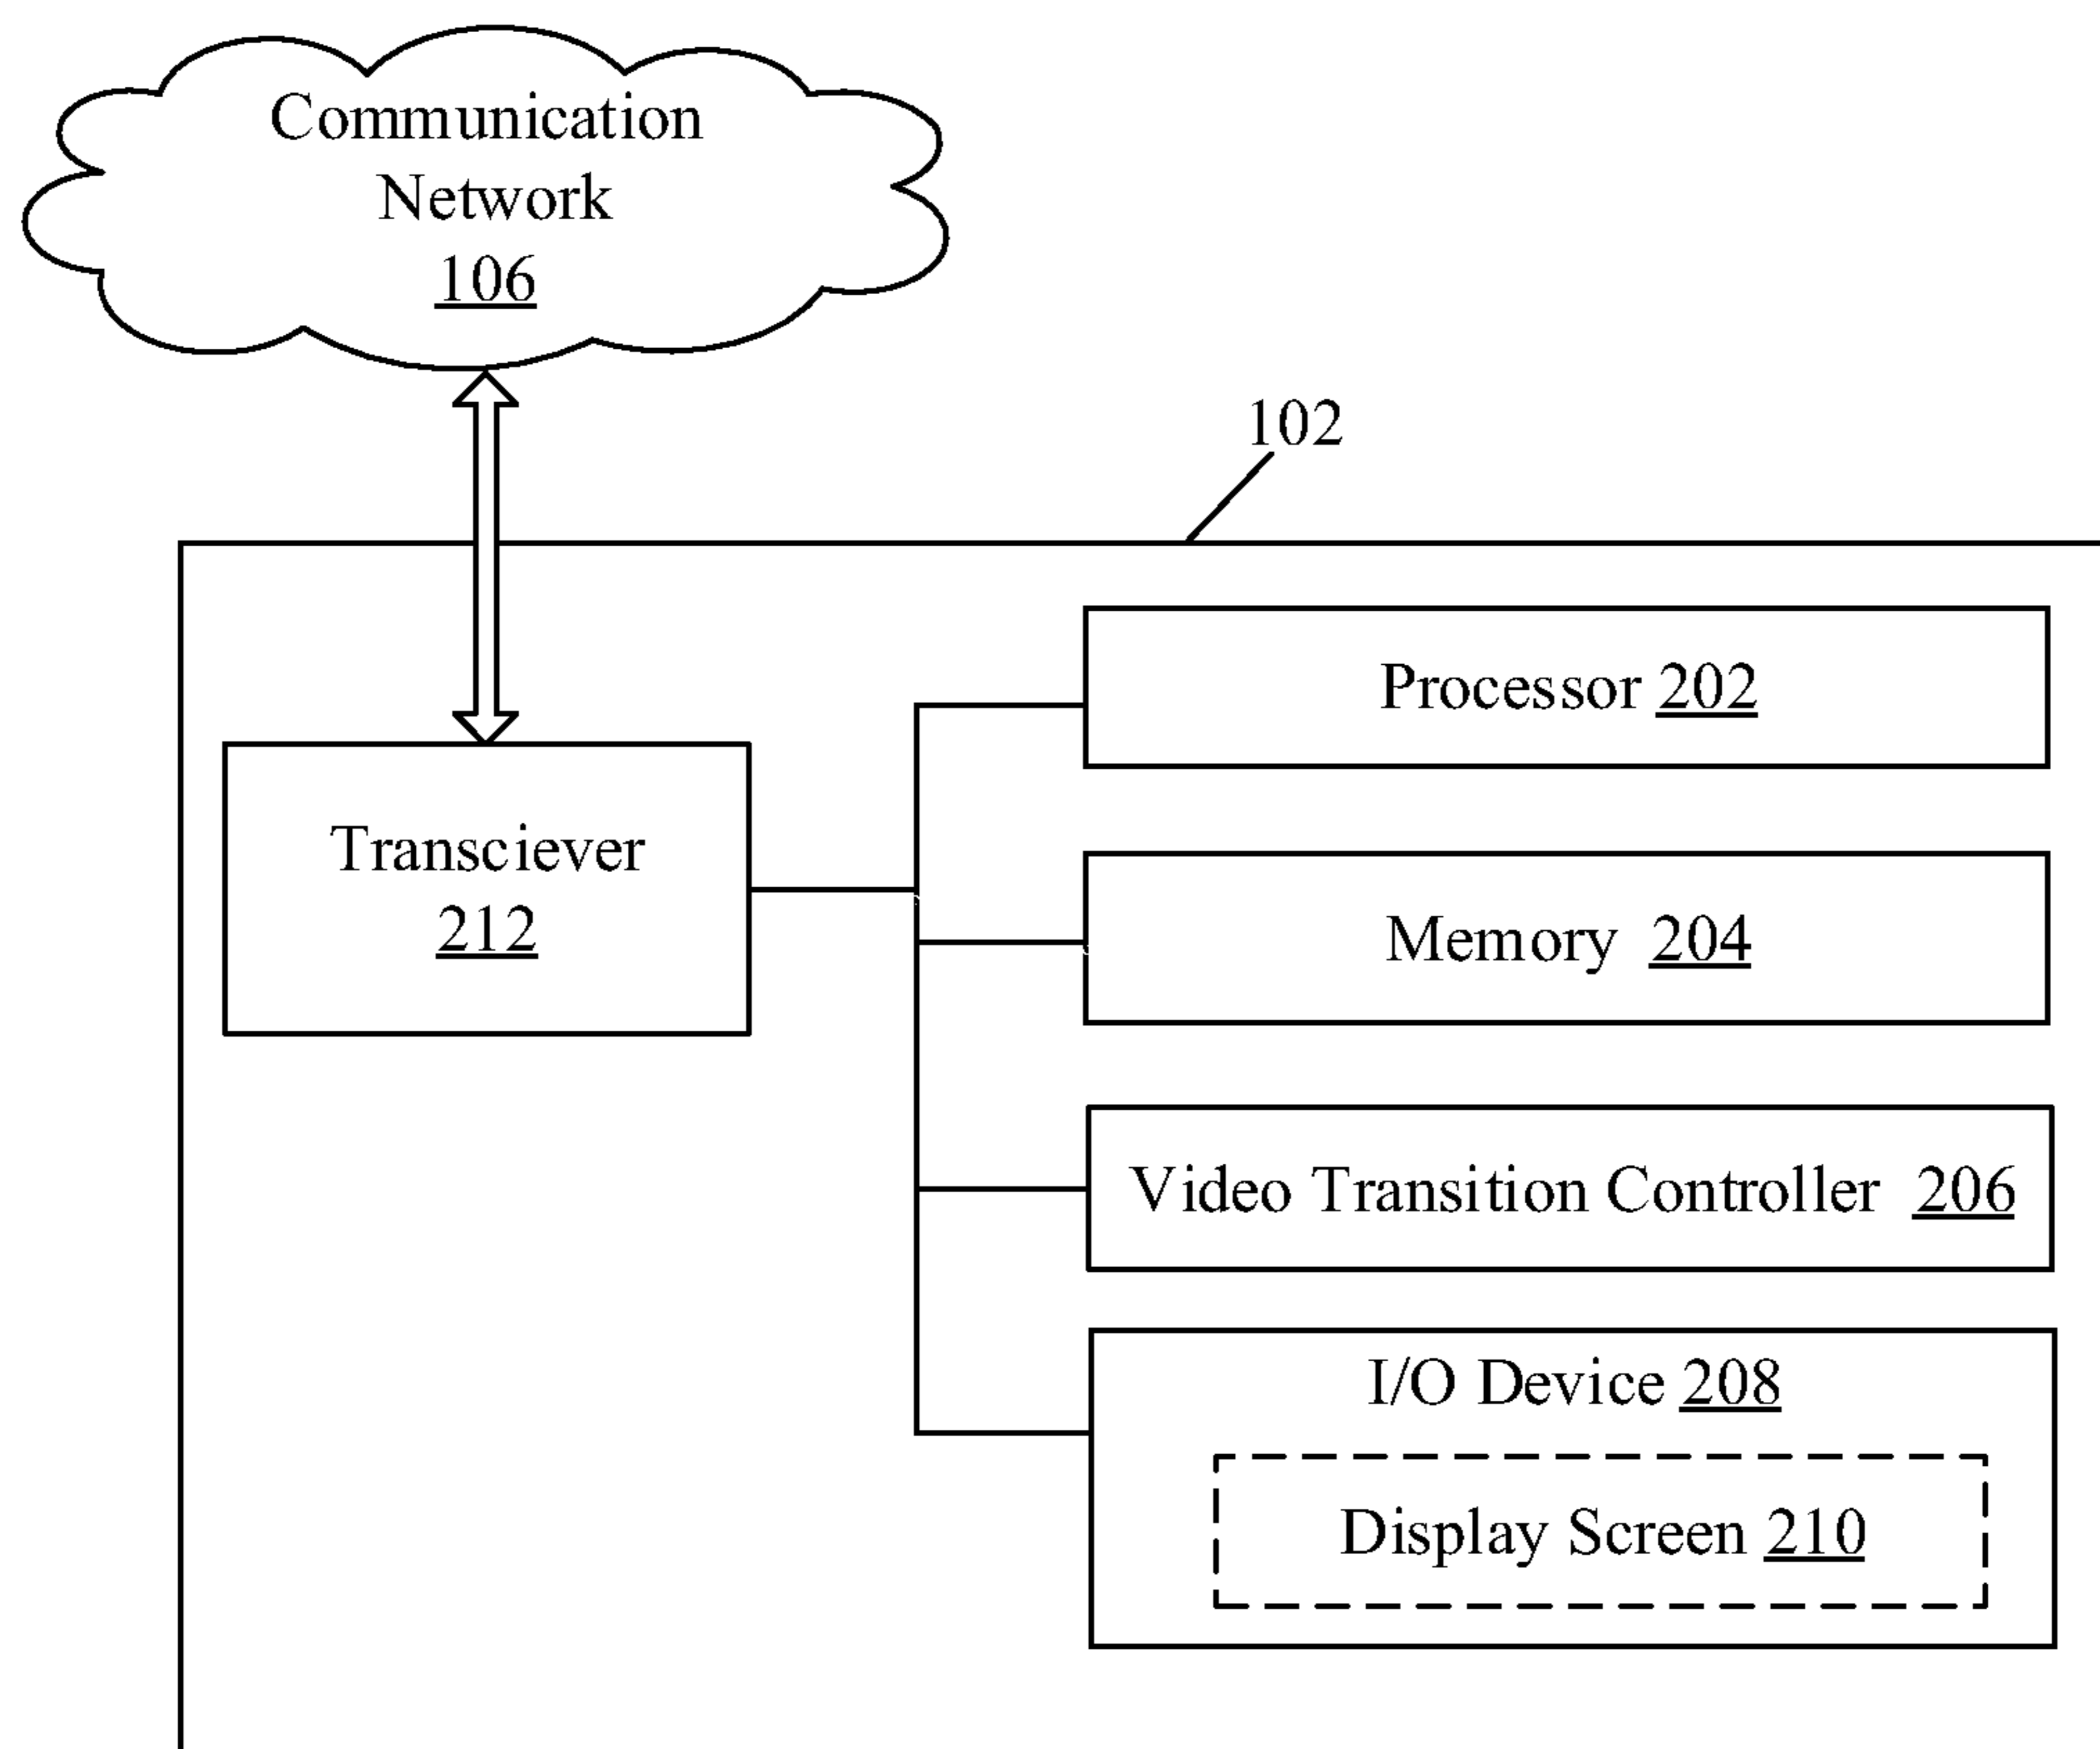 Communication
Network
106
102
Processor 202
Transciever
212
Memory 204
Video Transition Controller 206
I/O Device 208
Display Screen 210